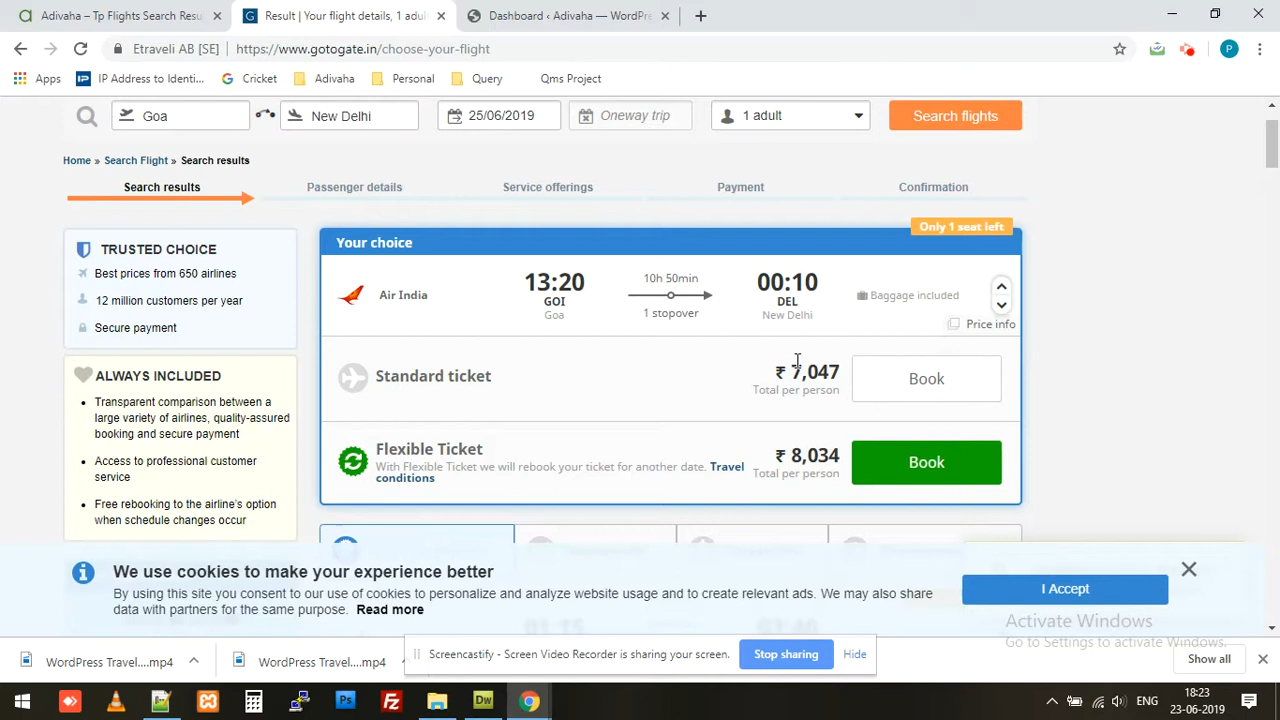 Adivaha – Tp Flights Search Resu
Result | Your flight details, 1 adul
Dashboard ‹ Adivaha — WordPre
Etraveli AB [SE]
https://www.gotogate.in/choose-your-flight
P
Apps
IP
IP Address to Identi...
Cricket
Adivaha
Personal
Query
Qms Project
Goa
New Delhi
25/06/2019
Oneway trip
1 adult
Search flights
Home » Search Flight » Search results
Search results
Passenger details
Service offerings
Payment
Confirmation
TRUSTED CHOICE
Best prices from 650 airlines
12 million customers per year
Secure payment
ALWAYS INCLUDED
Transparent comparison between a
large variety of airlines, quality-assured
booking and secure payment
Access to professional customer
service
Free rebooking to the airline's option
when schedule changes occur
Only 1 seat left
Your choice
Air India
13:20
GOI
Goa
10h 50min
1 stopover
00:10
DEL
New Delhi
Baggage included
Price info
Standard ticket
₹ 7,047
Total per person
Book
Flexible Ticket
With Flexible Ticket we will rebook your ticket for another date. Travel
conditions
₹ 8,034
Total per person
Book
We use cookies to make your experience better
By using this site you consent to our use of cookies to personalize and analyze website usage and to create relevant ads. We may also share
data with partners for the same purpose. Read more
I Accept
Activate Windows
Go to Settings to activate Windows.
WordPress Travel....mp4
WordPress Travel....mp4
Screencastify - Screen Video Recorder is sharing your screen.
Stop sharing
Hide
Show all
Ps
Dw
ENG
18:23
23-06-2019